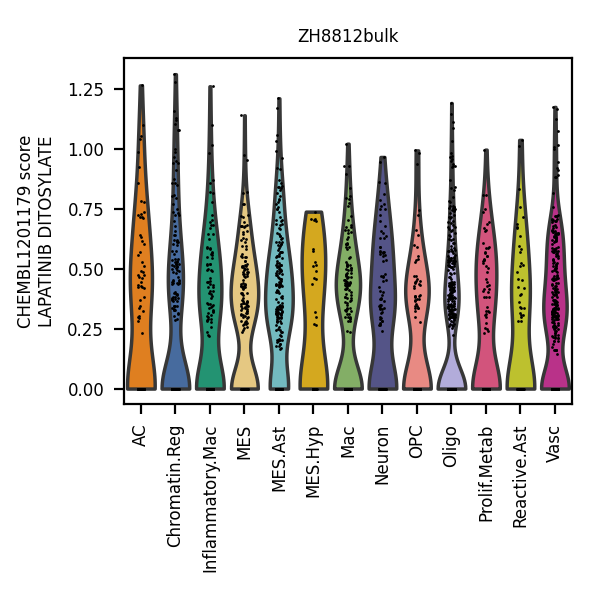 ZH8812bulk
CHEMBL1201179 score
LAPATINIB DITOSYLATE
1.25
1.00
0.75
0.50
0.25
0.00
AC
Chromatin.Reg
Inflammatory.Mac
MES
MES.Ast
MES.Hyp
Mac
Neuron
OPC
Oligo
Prolif.Metab
Reactive.Ast
Vasc